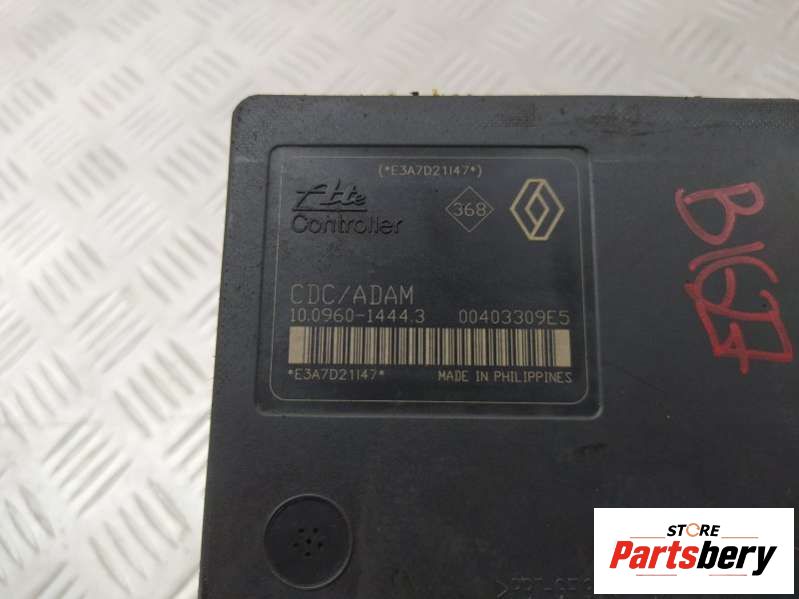 (*E3A7D21I47*)
Ate
Controller
368
CDC/ADAM
10.0960-1444.3 00403309E5
*E3A7D21I47* MADE IN PHILIPPINES
STORE
Partsbery